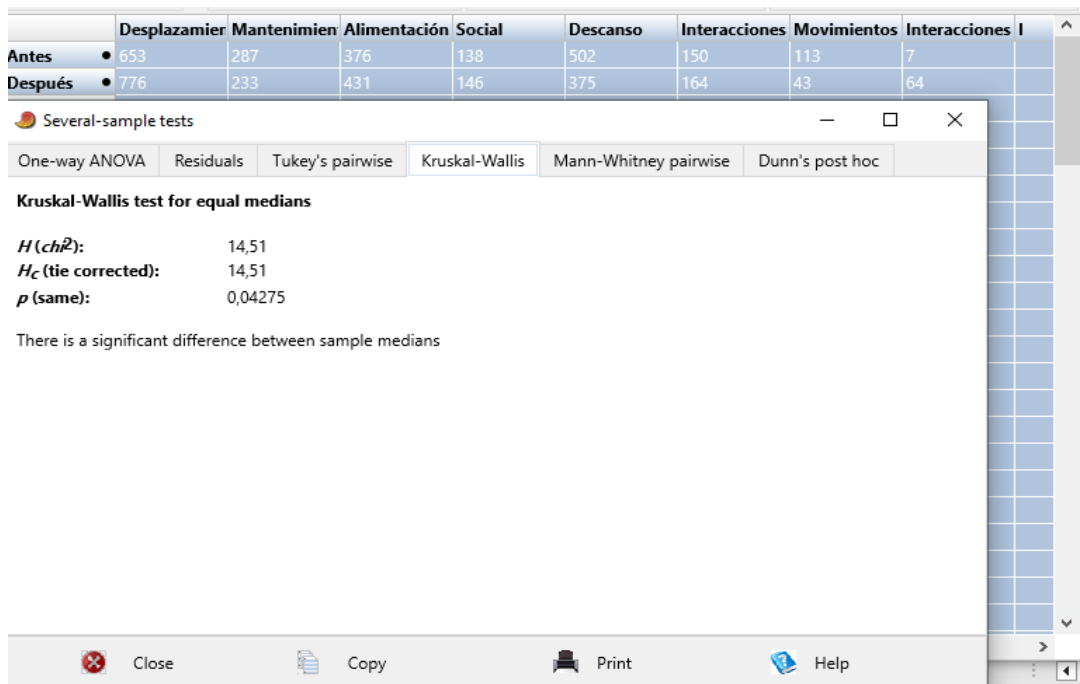 Desplazamier Mantenimien Alimentación Social Descanso Interacciones Movimientos Interacciones I
Antes 653 287 376 138 502 150 113 7
Después 776 233 431 146 375 164 43 64
Several-sample tests
One-way ANOVA Residuals Tukey's pairwise Kruskal-Wallis Mann-Whitney pairwise Dunn's post hoc
Kruskal-Wallis test for equal medians
H (chi2): 14,51
Hc (tie corrected): 14,51
p (same): 0,04275
There is a significant difference between sample medians
Close Copy Print Help